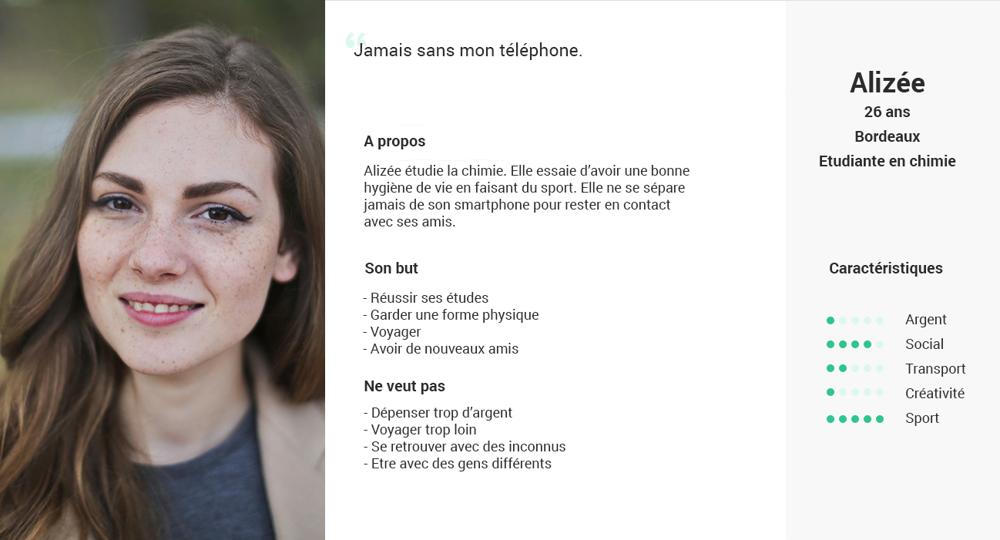 “Jamais sans mon téléphone.
A propos
Alizée étudie la chimie. Elle essaie d’avoir une bonne
hygiène de vie en faisant du sport. Elle ne se sépare
jamais de son smartphone pour rester en contact
avec ses amis.
Son but
- Réussir ses études
- Garder une forme physique
- Voyager
- Avoir de nouveaux amis
Ne veut pas
- Dépenser trop d’argent
- Voyager trop loin
- Se retrouver avec des inconnus
- Etre avec des gens différents
Alizée
26 ans
Bordeaux
Etudiante en chimie
Caractéristiques
Argent
Social
Transport
Créativité
Sport